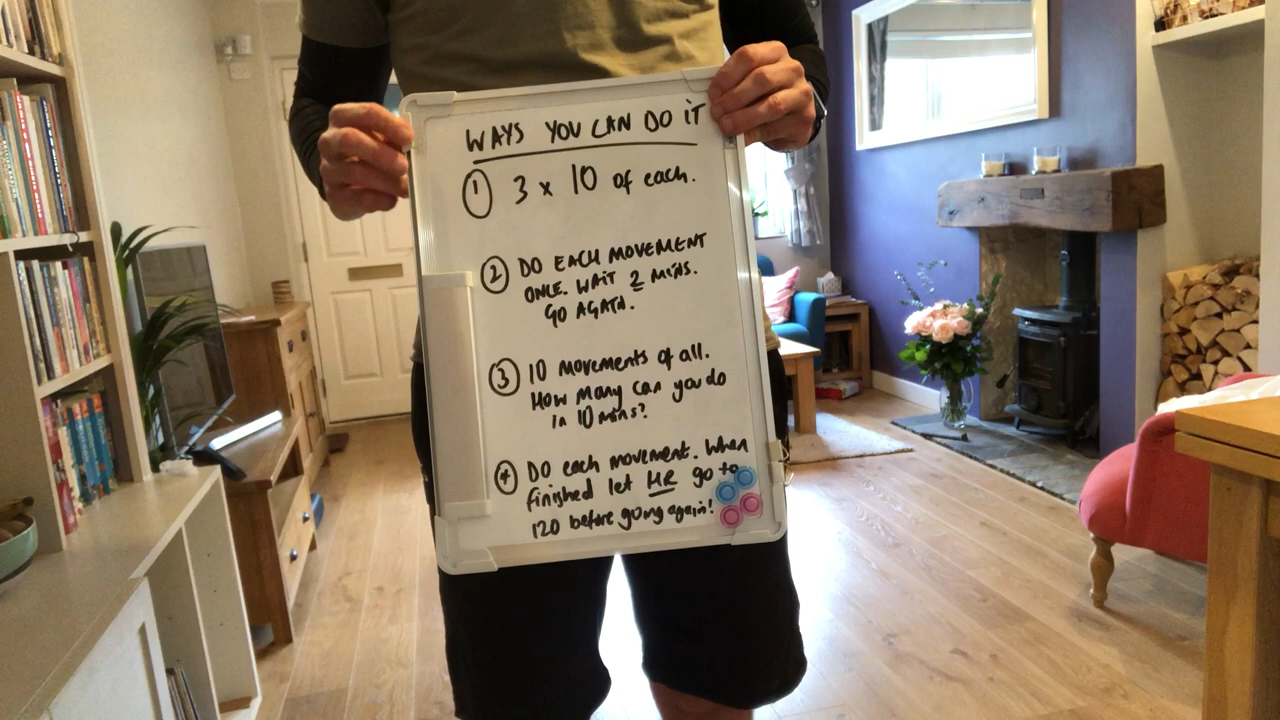 WAYS YOU CAN DO IT
① 3 x 10 of each.
② DO EACH MOVEMENT
ONCE. WAIT 2 MINS.
GO AGAIN.
③ 10 movements of all.
How many can you do
in 10 mins?
④ DO each movement. When
finished let HR go to
120 before going again!